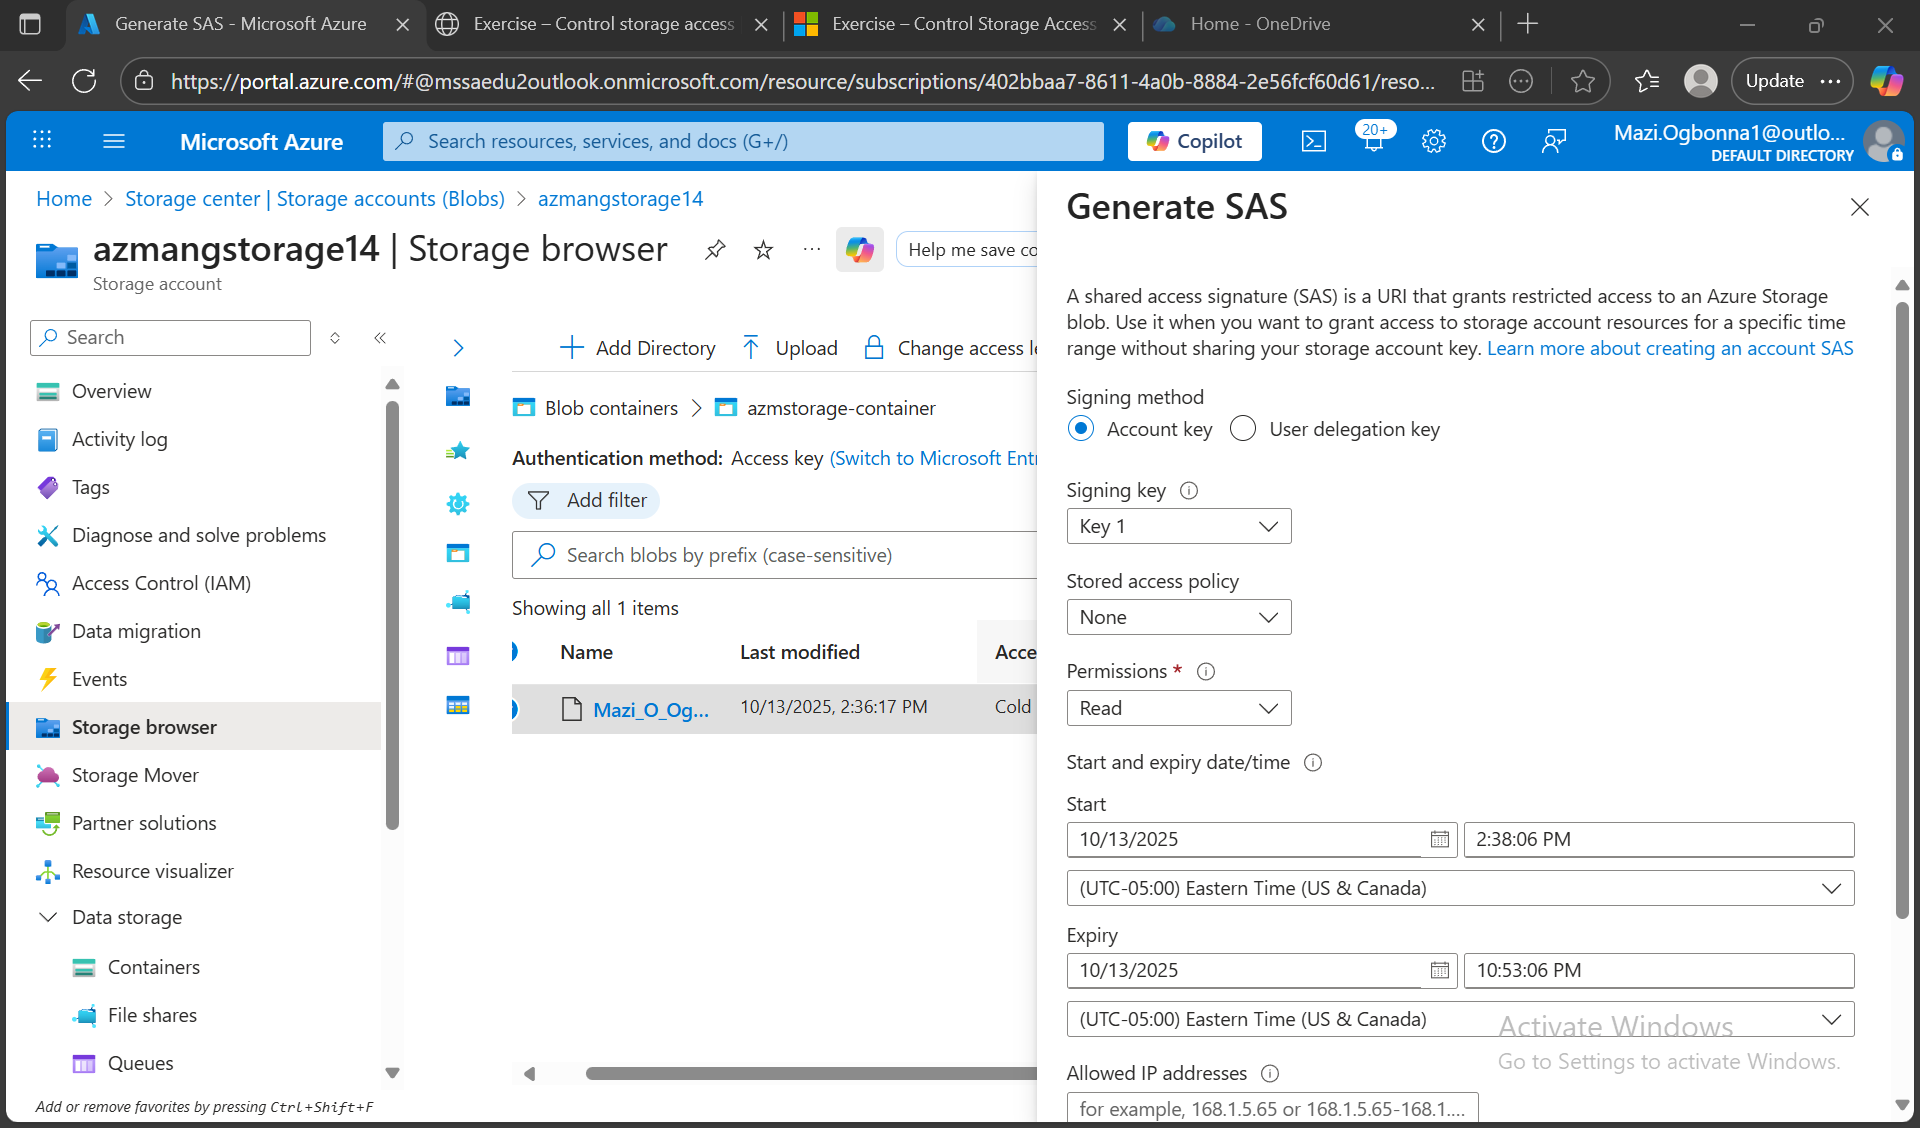 Generate SAS - Microsoft Azure
Exercise – Control storage access
Exercise – Control Storage Access
Home - OneDrive
https://portal.azure.com/#@mssaedu2outlook.onmicrosoft.com/resource/subscriptions/402bbaa7-8611-4a0b-8884-2e56fcf60d61/reso...
Update
Microsoft Azure
Search resources, services, and docs (G+/)
Copilot
20+
Mazi.Ogbonna1@outlo...
DEFAULT DIRECTORY
Home > Storage center | Storage accounts (Blobs) > azmangstorage14
azmangstorage14 | Storage browser
Storage account
Help me save co
Search
Overview
Activity log
Tags
Diagnose and solve problems
Access Control (IAM)
Data migration
Events
Storage browser
Storage Mover
Partner solutions
Resource visualizer
Data storage
Containers
File shares
Queues
Add or remove favorites by pressing Ctrl+Shift+F
Add Directory
Upload
Change access le
Blob containers > azmstorage-container
Authentication method: Access key (Switch to Microsoft Entr
Add filter
Search blobs by prefix (case-sensitive)
Showing all 1 items
Name Last modified Acce
Mazi_O_Og... 10/13/2025, 2:36:17 PM Cold
Generate SAS
A shared access signature (SAS) is a URI that grants restricted access to an Azure Storage
blob. Use it when you want to grant access to storage account resources for a specific time
range without sharing your storage account key. Learn more about creating an account SAS
Signing method
Account key User delegation key
Signing key
Key 1
Stored access policy
None
Permissions *
Read
Start and expiry date/time
Start
10/13/2025 2:38:06 PM
(UTC-05:00) Eastern Time (US & Canada)
Expiry
10/13/2025 10:53:06 PM
(UTC-05:00) Eastern Time (US & Canada)
Allowed IP addresses
for example, 168.1.5.65 or 168.1.5.65-168.1....
Activate Windows
Go to Settings to activate Windows.